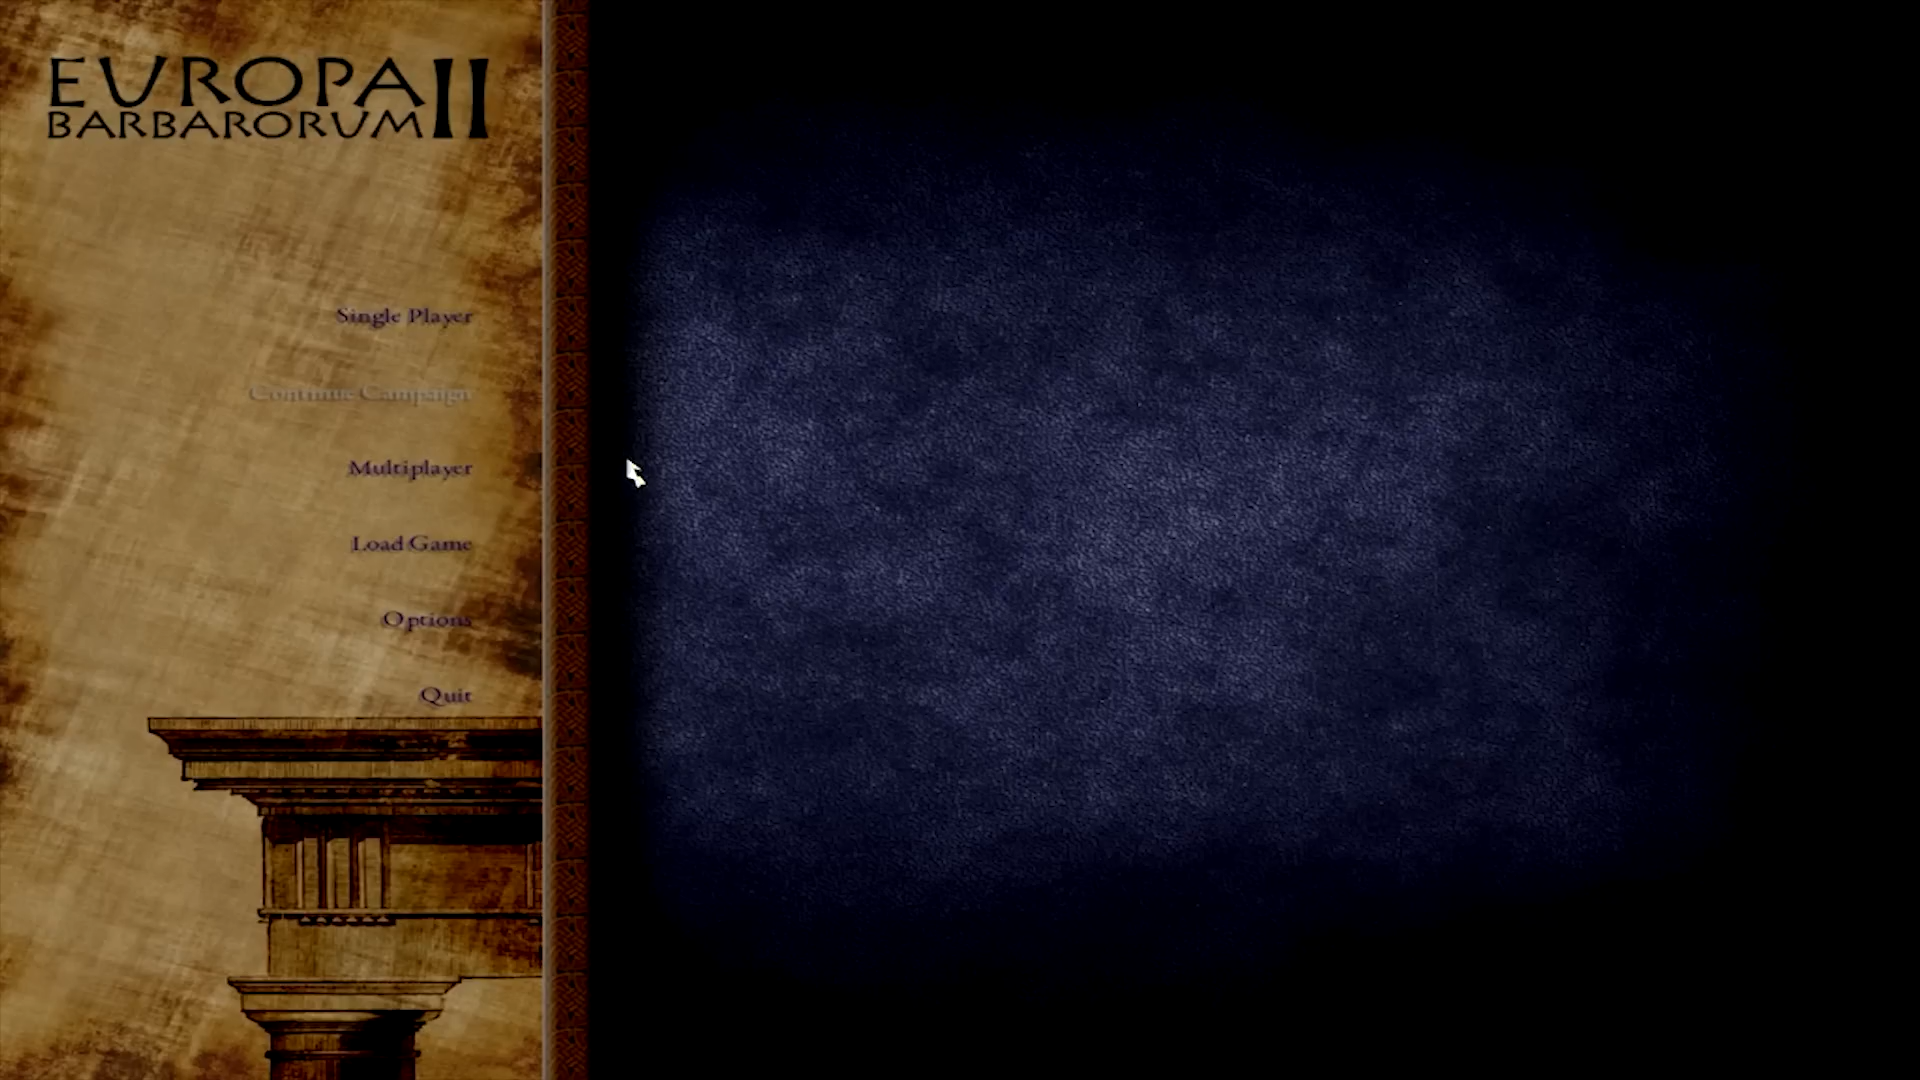 EUROPA II
BARBARORUM
Single Player
Continue Campaign
Multiplayer
Load Game
Options
Quit